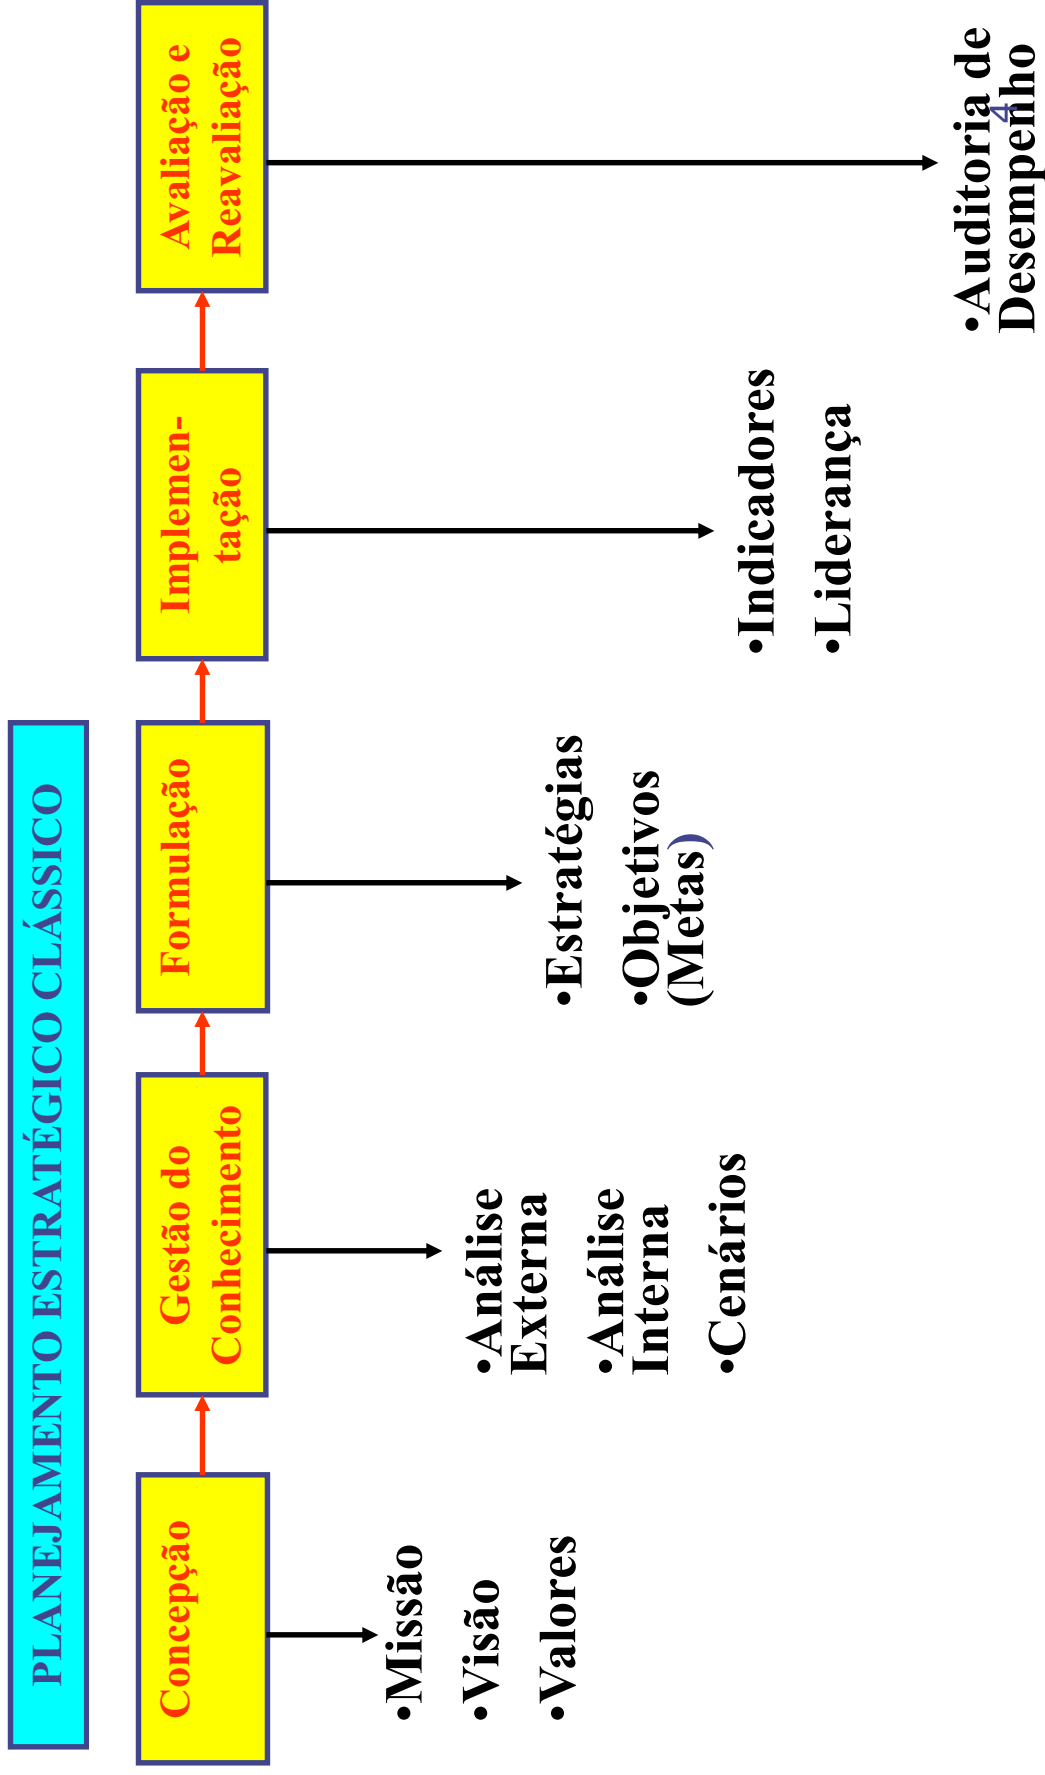 PLANEJAMENTO ESTRATÉGICO CLÁSSICO
Concepção
Gestão do
Conhecimento
Formulação
Implemen-
tação
Avaliação e
Reavaliação
•Missão
•Visão
•Valores
•Análise
Externa
•Análise
Interna
•Cenários
•Estratégias
•Objetivos
(Metas)
•Indicadores
•Liderança
•Auditoria de
Desempenho
4